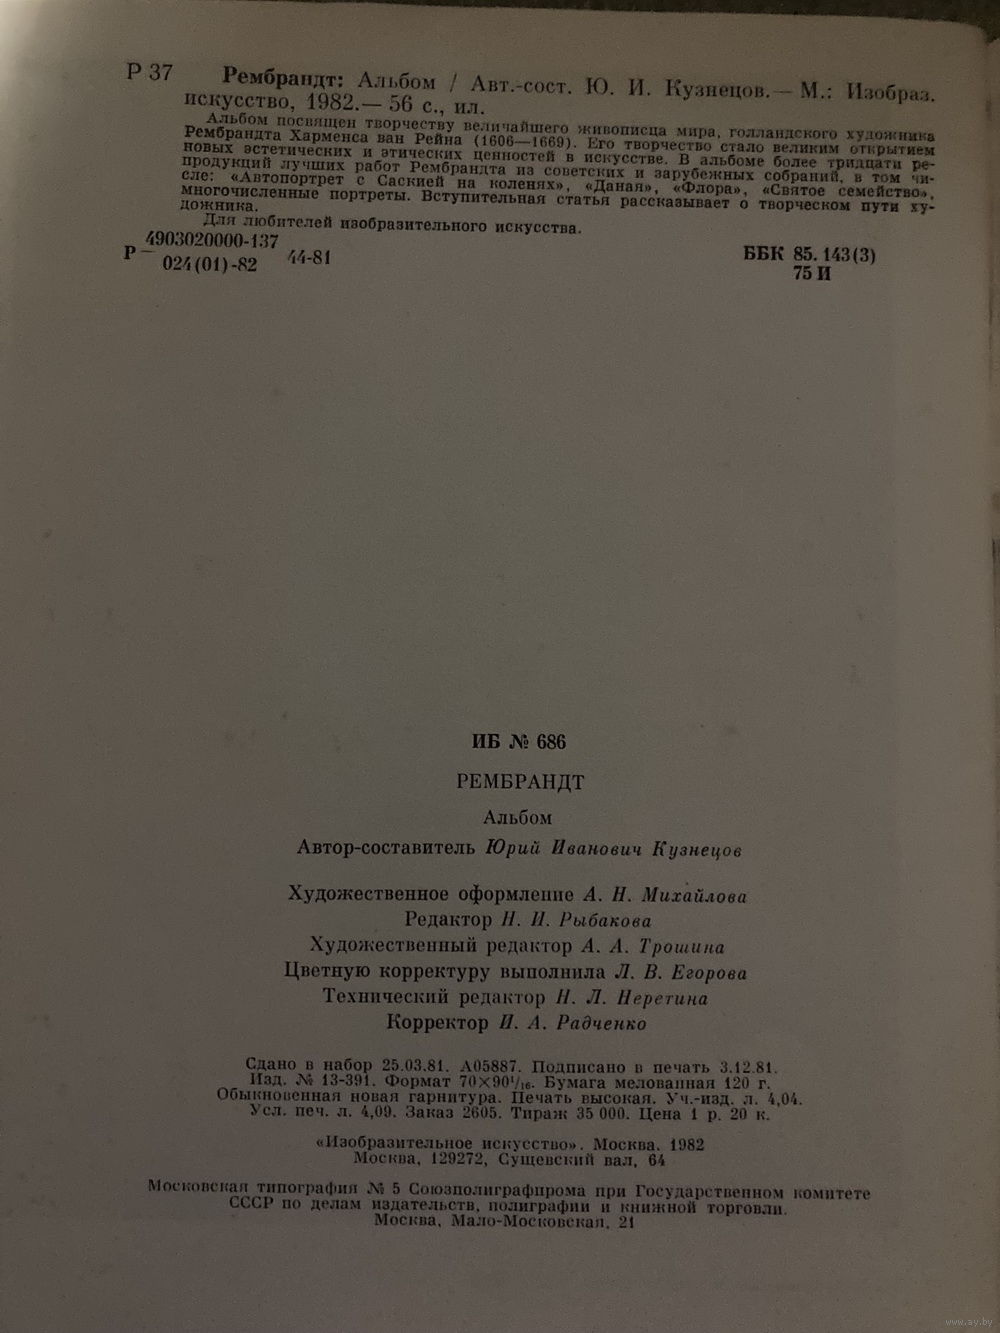 Р 37 Рембрандт: Альбом / Авт.-сост. Ю. И. Кузнецов.— М.: Изобраз.
искусство, 1982.— 56 с., ил.
Альбом посвящен творчеству величайшего живописца мира, голландского художника
Рембрандта Харменса ван Рейна (1606—1669). Его творчество стало великим открытием
новых эстетических и этических ценностей в искусстве. В альбоме более тридцати ре-
продукций лучших работ Рембрандта из советских и зарубежных собраний, в том чи-
сле: «Автопортрет с Саскией на коленях», «Даная», «Флора», «Святое семейство»,
многочисленные портреты. Вступительная статья рассказывает о творческом пути ху-
дожника.
Для любителей изобразительного искусства.
Р — 4903020000-137
024(01)-82 44-81
ББК 85.143(3)
75 И
ИБ № 686
РЕМБРАНДТ
Альбом
Автор-составитель Юрий Иванович Кузнецов
Художественное оформление А. Н. Михайлова
Редактор Н. И. Рыбакова
Художественный редактор А. А. Трошина
Цветную корректуру выполнила Л. В. Егорова
Технический редактор Н. Л. Неретина
Корректор И. А. Радченко
Сдано в набор 25.03.81. А05887. Подписано в печать 3.12.81.
Изд. № 13-391. Формат 70×90¹/₁₆. Бумага мелованная 120 г.
Обыкновенная новая гарнитура. Печать высокая. Уч.-изд. л. 4,04.
Усл. печ. л. 4,09. Заказ 2605. Тираж 35 000. Цена 1 р. 20 к.
«Изобразительное искусство». Москва. 1982
Москва, 129272, Сущевский вал, 64
Московская типография № 5 Союзполиграфпрома при Государственном комитете
СССР по делам издательств, полиграфии и книжной торговли.
Москва, Мало-Московская, 21
www.ay.by